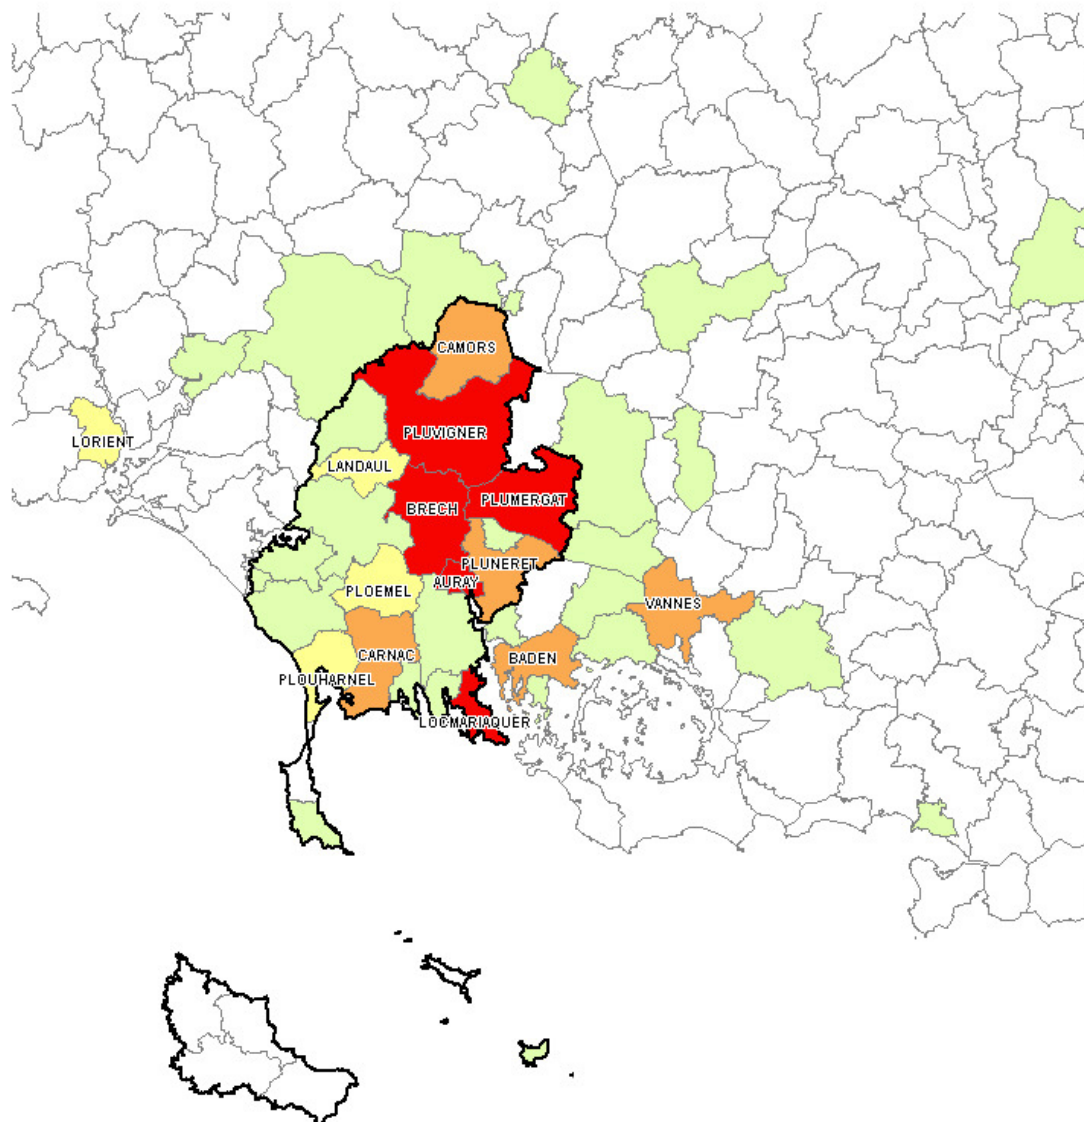 CAMORS
PLUVIGNER
LORIENT
LANDAUL
PLUMERGAT
BRECH
PLUNERET
AURAY
PLOEMEL
VANNES
CARNAC
BADEN
PLOUHARNEL
LOCMARIAQUER